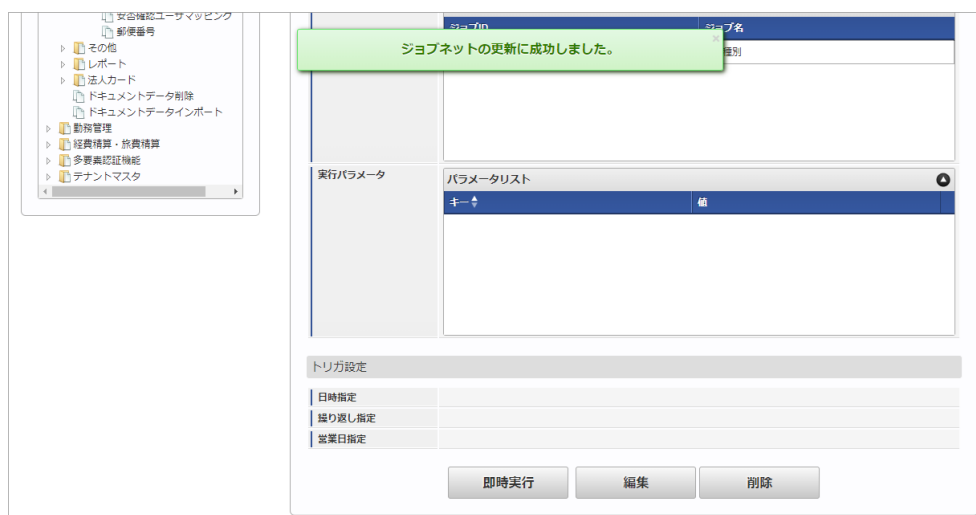 安否確認ユーザマッピング
郵便番号
その他
レポート
法人カード
ドキュメントデータ削除
ドキュメントデータインポート
勤務管理
経費精算・旅費精算
多要素認証機能
テナントマスタ
ジョブID
ジョブ名
ジョブネットの更新に成功しました。
×
種別
実行パラメータ
パラメータリスト
キー
値
トリガ設定
日時指定
繰り返し指定
営業日指定
即時実行
編集
削除